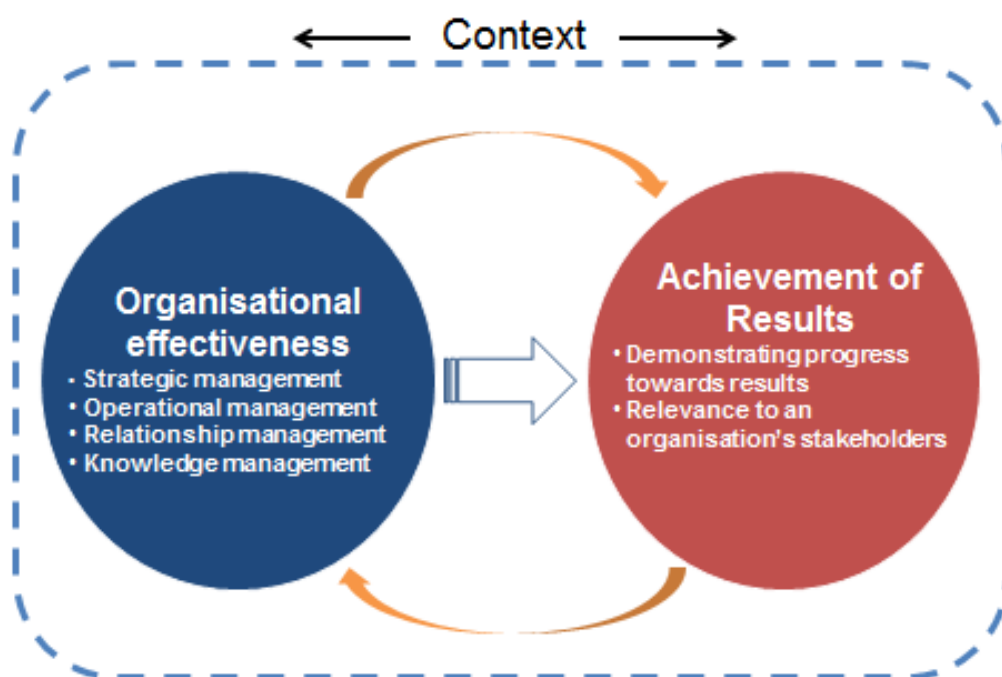 Context
Organisational
effectiveness
• Strategic management
• Operational management
• Relationship management
• Knowledge management
Achievement of
Results
• Demonstrating progress
towards results
• Relevance to an
organisation's stakeholders